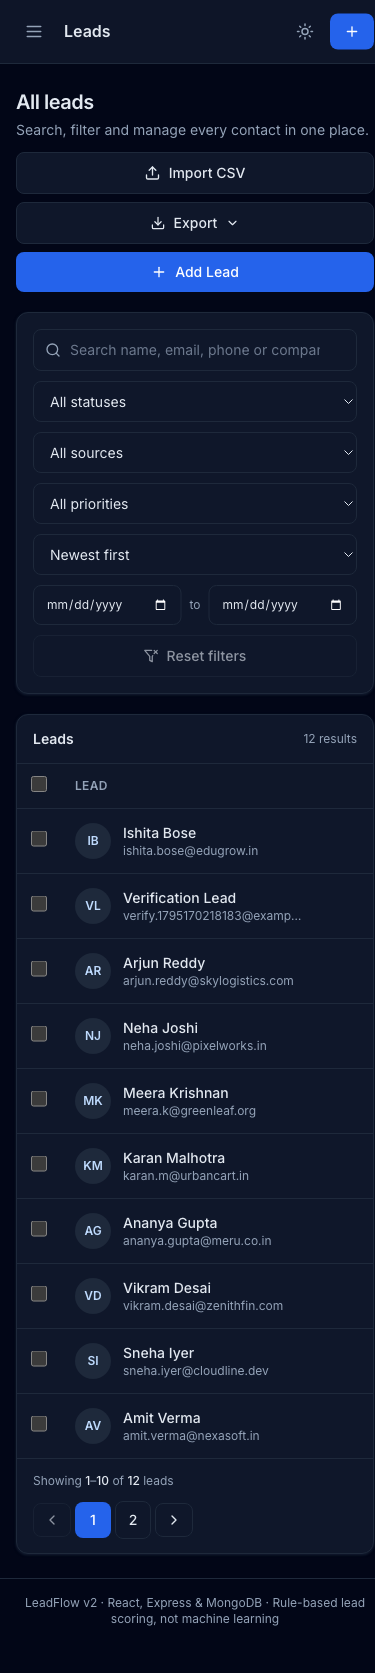 Leads
All leads
Search, filter and manage every contact in one place.
Import CSV
Export
Add Lead
Search name, email, phone or compar
All statuses
All sources
All priorities
Newest first
mm/dd/yyyy to mm/dd/yyyy
Reset filters
Leads 12 results
LEAD
IB Ishita Bose
ishita.bose@edugrow.in
VL Verification Lead
verify.1795170218183@examp...
AR Arjun Reddy
arjun.reddy@skylogistics.com
NJ Neha Joshi
neha.joshi@pixelworks.in
MK Meera Krishnan
meera.k@greenleaf.org
KM Karan Malhotra
karan.m@urbancart.in
AG Ananya Gupta
ananya.gupta@meru.co.in
VD Vikram Desai
vikram.desai@zenithfin.com
SI Sneha Iyer
sneha.iyer@cloudline.dev
AV Amit Verma
amit.verma@nexasoft.in
Showing 1–10 of 12 leads
1 2
LeadFlow v2 · React, Express & MongoDB · Rule-based lead
scoring, not machine learning